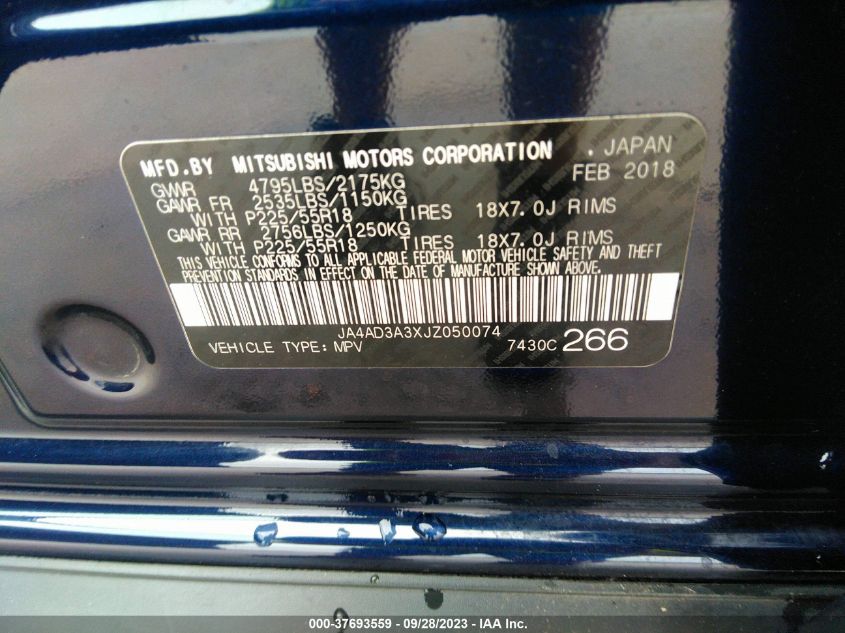 MFD.BY MITSUBISHI MOTORS CORPORATION . JAPAN
GVWR 4795LBS/2175KG FEB 2018
GAWR FR 2535LBS/1150KG
WITH P225/55R18 TIRES 18X7.0J RIMS
GAWR RR 2756LBS/1250KG
WITH P225/55R18 TIRES 18X7.0J RIMS
THIS VEHICLE CONFORMS TO ALL APPLICABLE FEDERAL MOTOR VEHICLE SAFETY AND THEFT
PREVENTION STANDARDS IN EFFECT ON THE DATE OF MANUFACTURE SHOWN ABOVE.
JA4AD3A3XJZ050074
VEHICLE TYPE: MPV 7430C 266
000-37693559 - 09/28/2023 - IAA Inc.